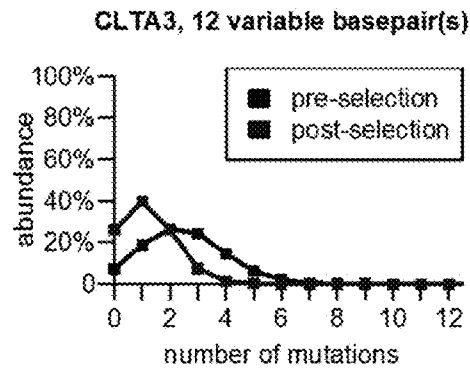 CLTA3, 12 variable basepair(s)
100%
80%
60%
40%
20%
0
abundance
pre-selection
post-selection
0 2 4 6 8 10 12
number of mutations